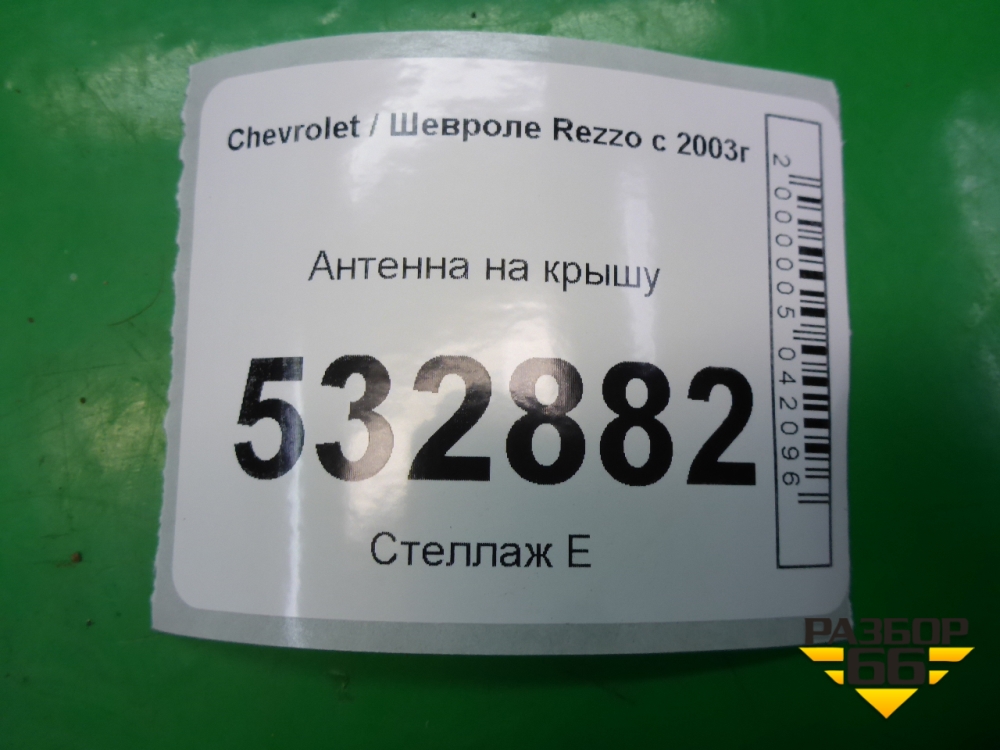 Chevrolet / Шевроле Rezzo с 2003г
Антенна на крышу
532882
Стеллаж Е
2000005042096
РАЗБОР
66